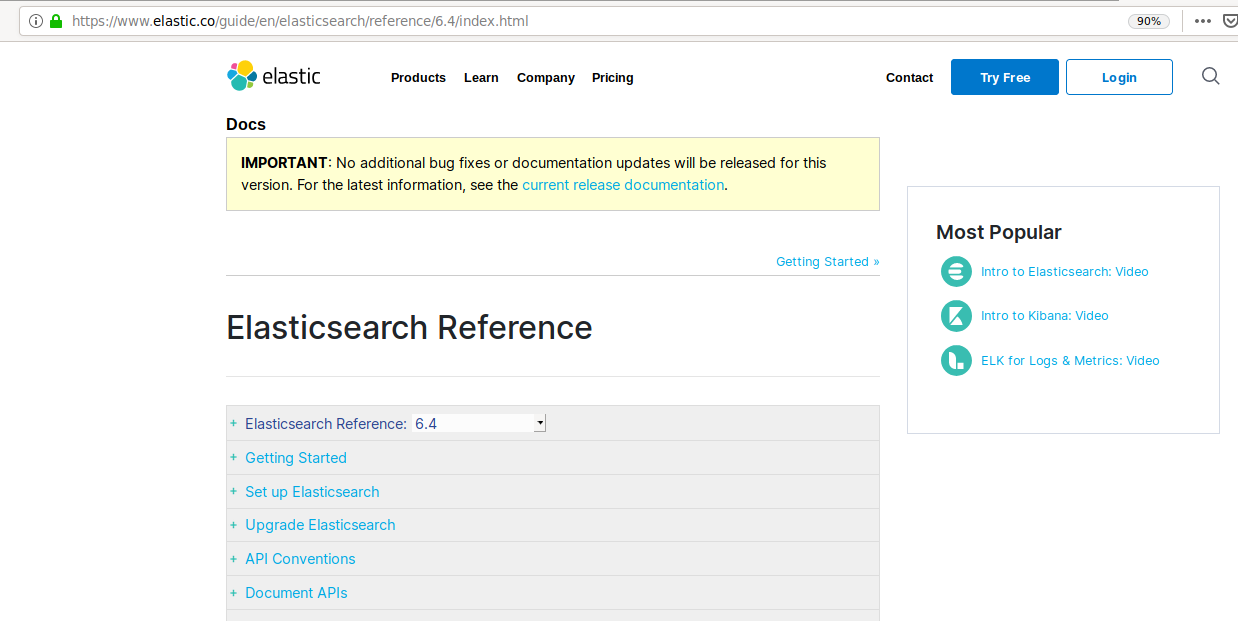 https://www.elastic.co/guide/en/elasticsearch/reference/6.4/index.html
90%
elastic
Products Learn Company Pricing
Contact Try Free Login
Docs
IMPORTANT: No additional bug fixes or documentation updates will be released for this
version. For the latest information, see the current release documentation.
Getting Started »
Elasticsearch Reference
+ Elasticsearch Reference: 6.4
+ Getting Started
+ Set up Elasticsearch
+ Upgrade Elasticsearch
+ API Conventions
+ Document APIs
Most Popular
Intro to Elasticsearch: Video
Intro to Kibana: Video
ELK for Logs & Metrics: Video